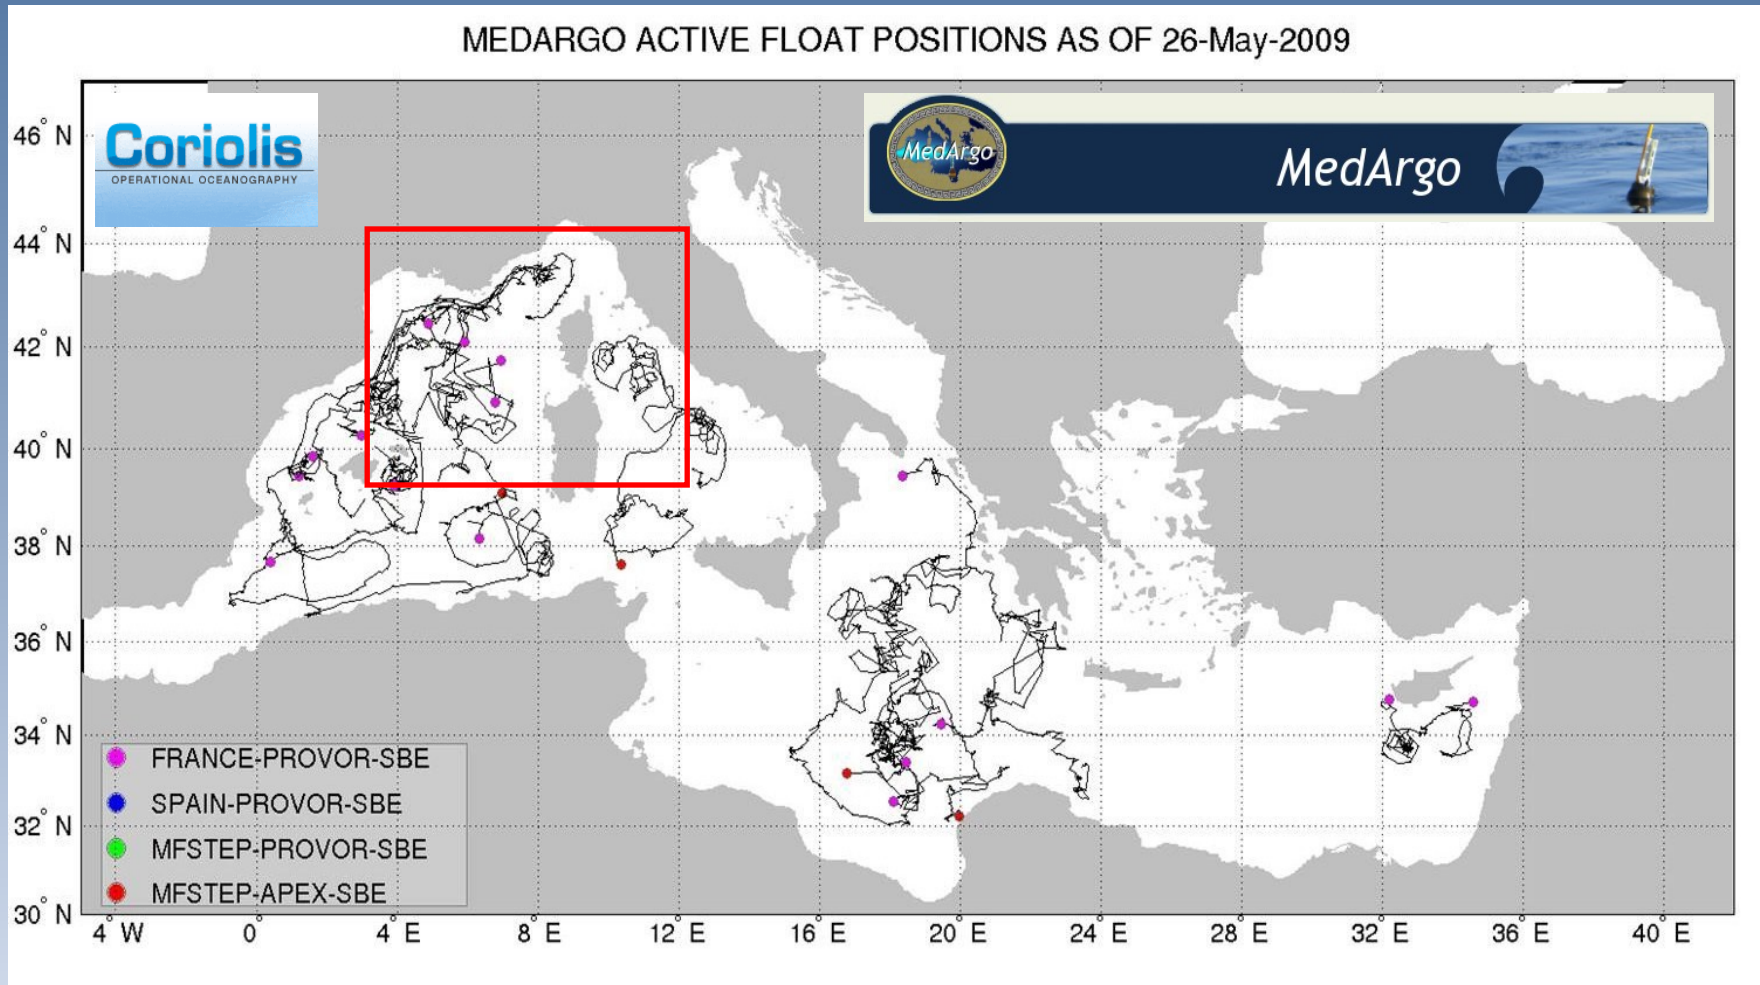 MEDARGO ACTIVE FLOAT POSITIONS AS OF 26-May-2009
Coriolis
OPERATIONAL OCEANOGRAPHY
MedArgo
MedArgo
46° N
44° N
42° N
40° N
38° N
36° N
34° N
32° N
30° N
FRANCE-PROVOR-SBE
SPAIN-PROVOR-SBE
MFSTEP-PROVOR-SBE
MFSTEP-APEX-SBE
4° W 0° 4° E 8° E 12° E 16° E 20° E 24° E 28° E 32° E 36° E 40° E